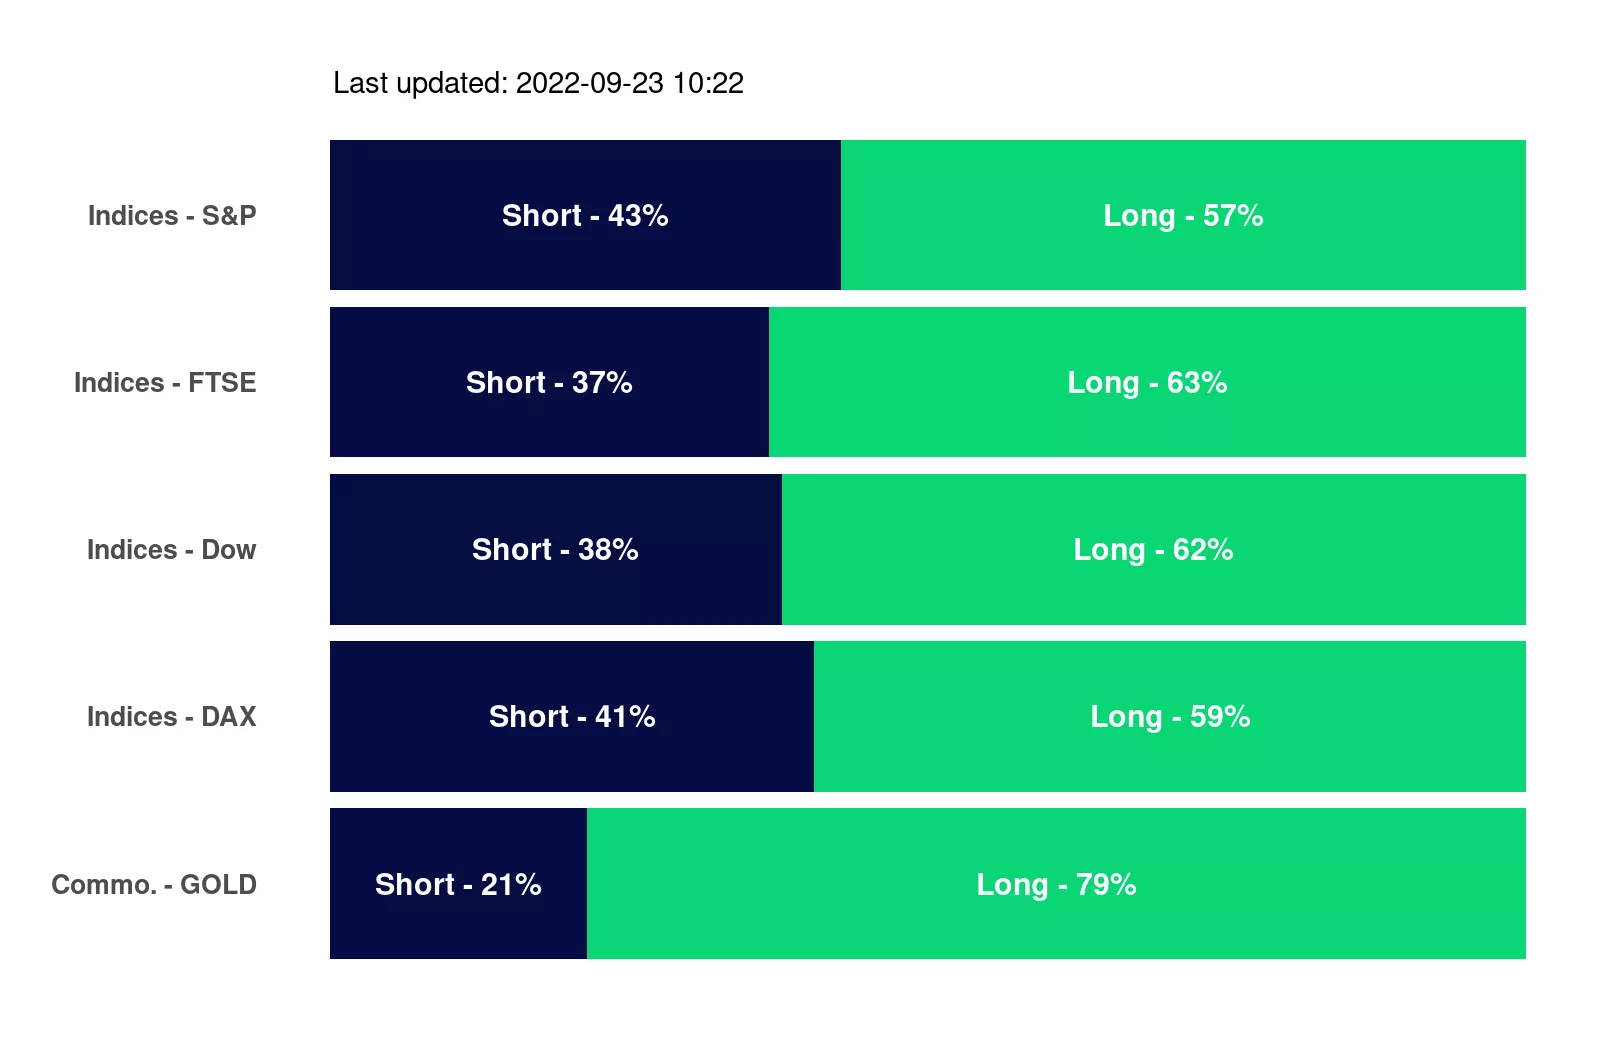 Last updated: 2022-09-23 10:22
Indices - S&P Short - 43% Long - 57%
Indices - FTSE Short - 37% Long - 63%
Indices - Dow Short - 38% Long - 62%
Indices - DAX Short - 41% Long - 59%
Commo. - GOLD Short - 21% Long - 79%